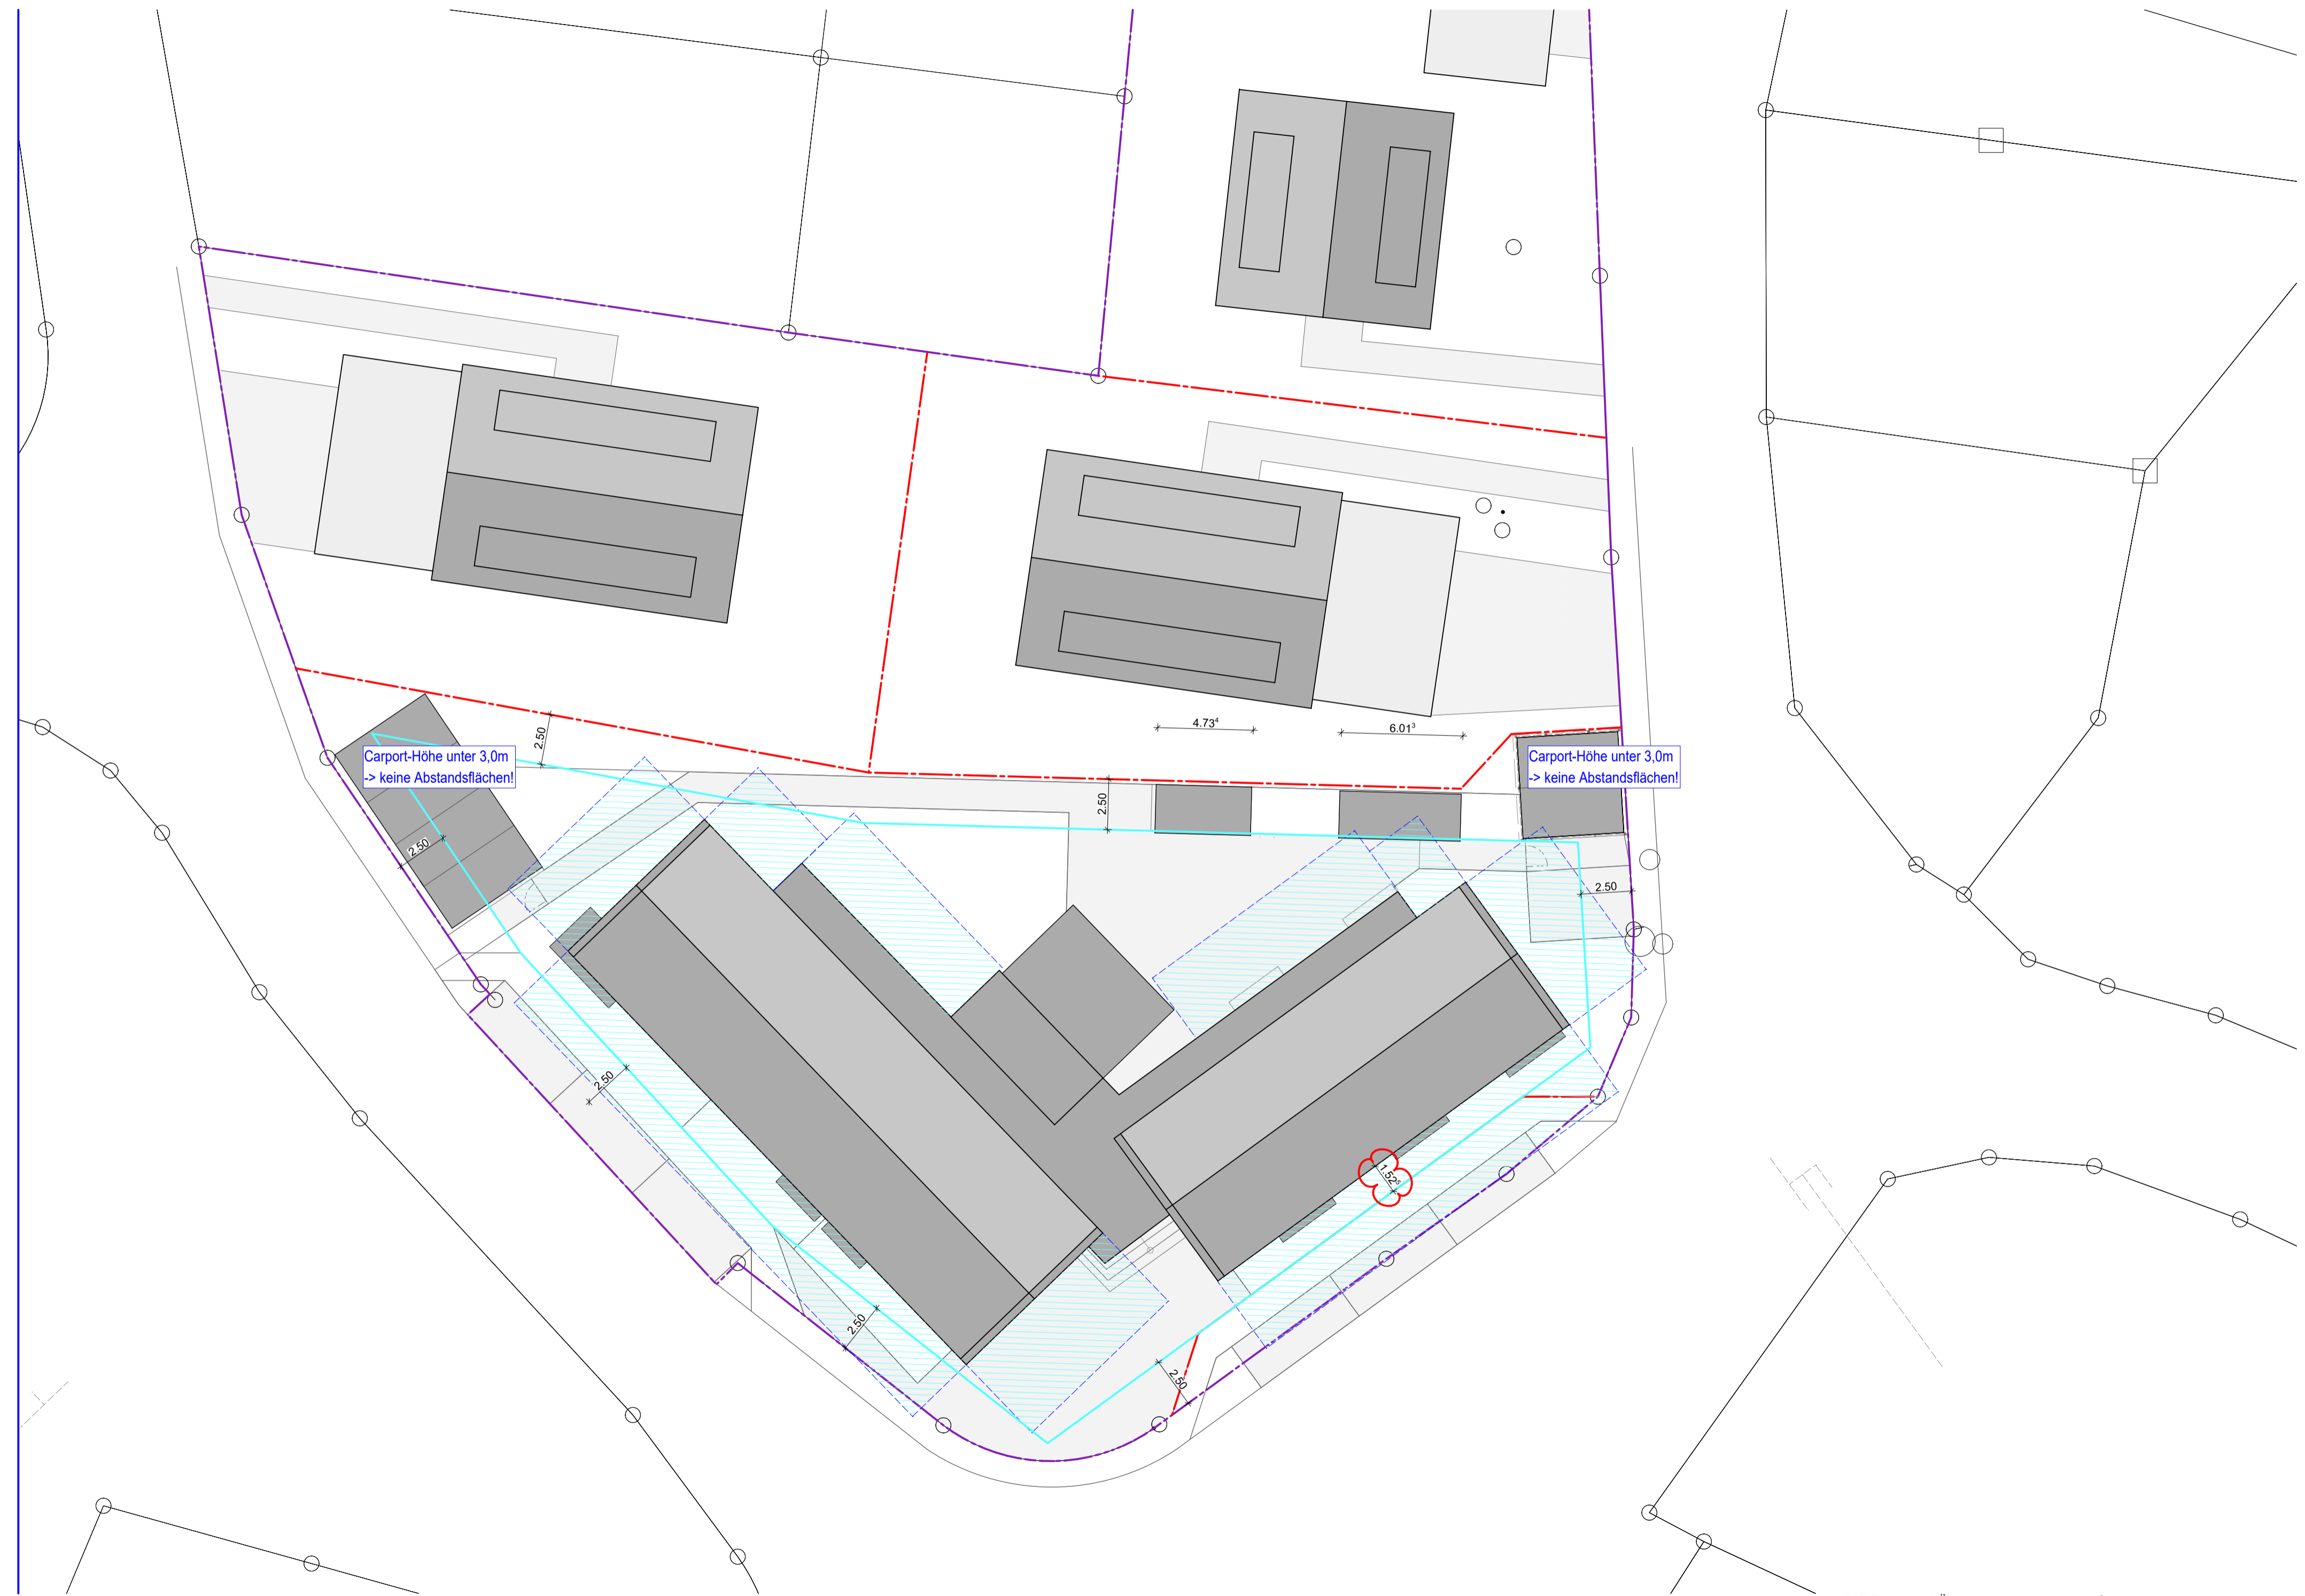 4.73⁴
6.01³
2.50
Carport-Höhe unter 3,0m
-> keine Abstandsflächen!
Carport-Höhe unter 3,0m
-> keine Abstandsflächen!
2.50
2.50
2.50
2.50
1.52⁵
2.50
2.50